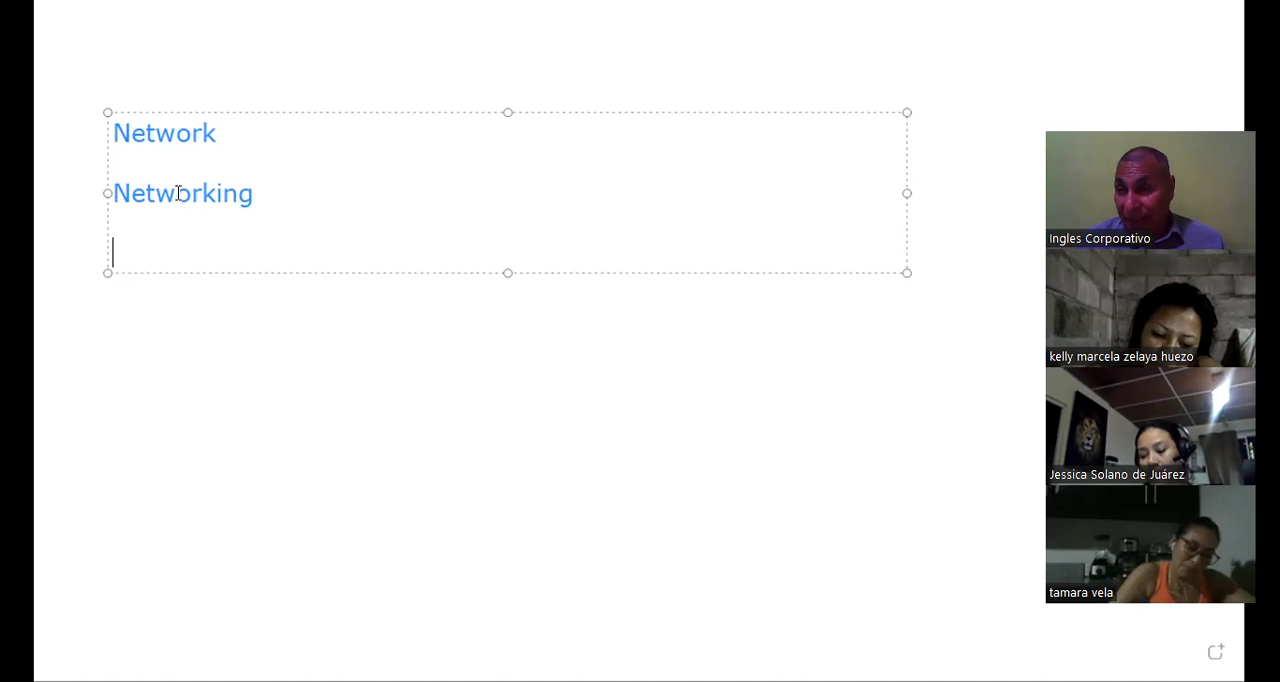 Network
Networking
Ingles Corporativo
kelly marcela zelaya huezo
Jessica Solano de Juárez
tamara vela